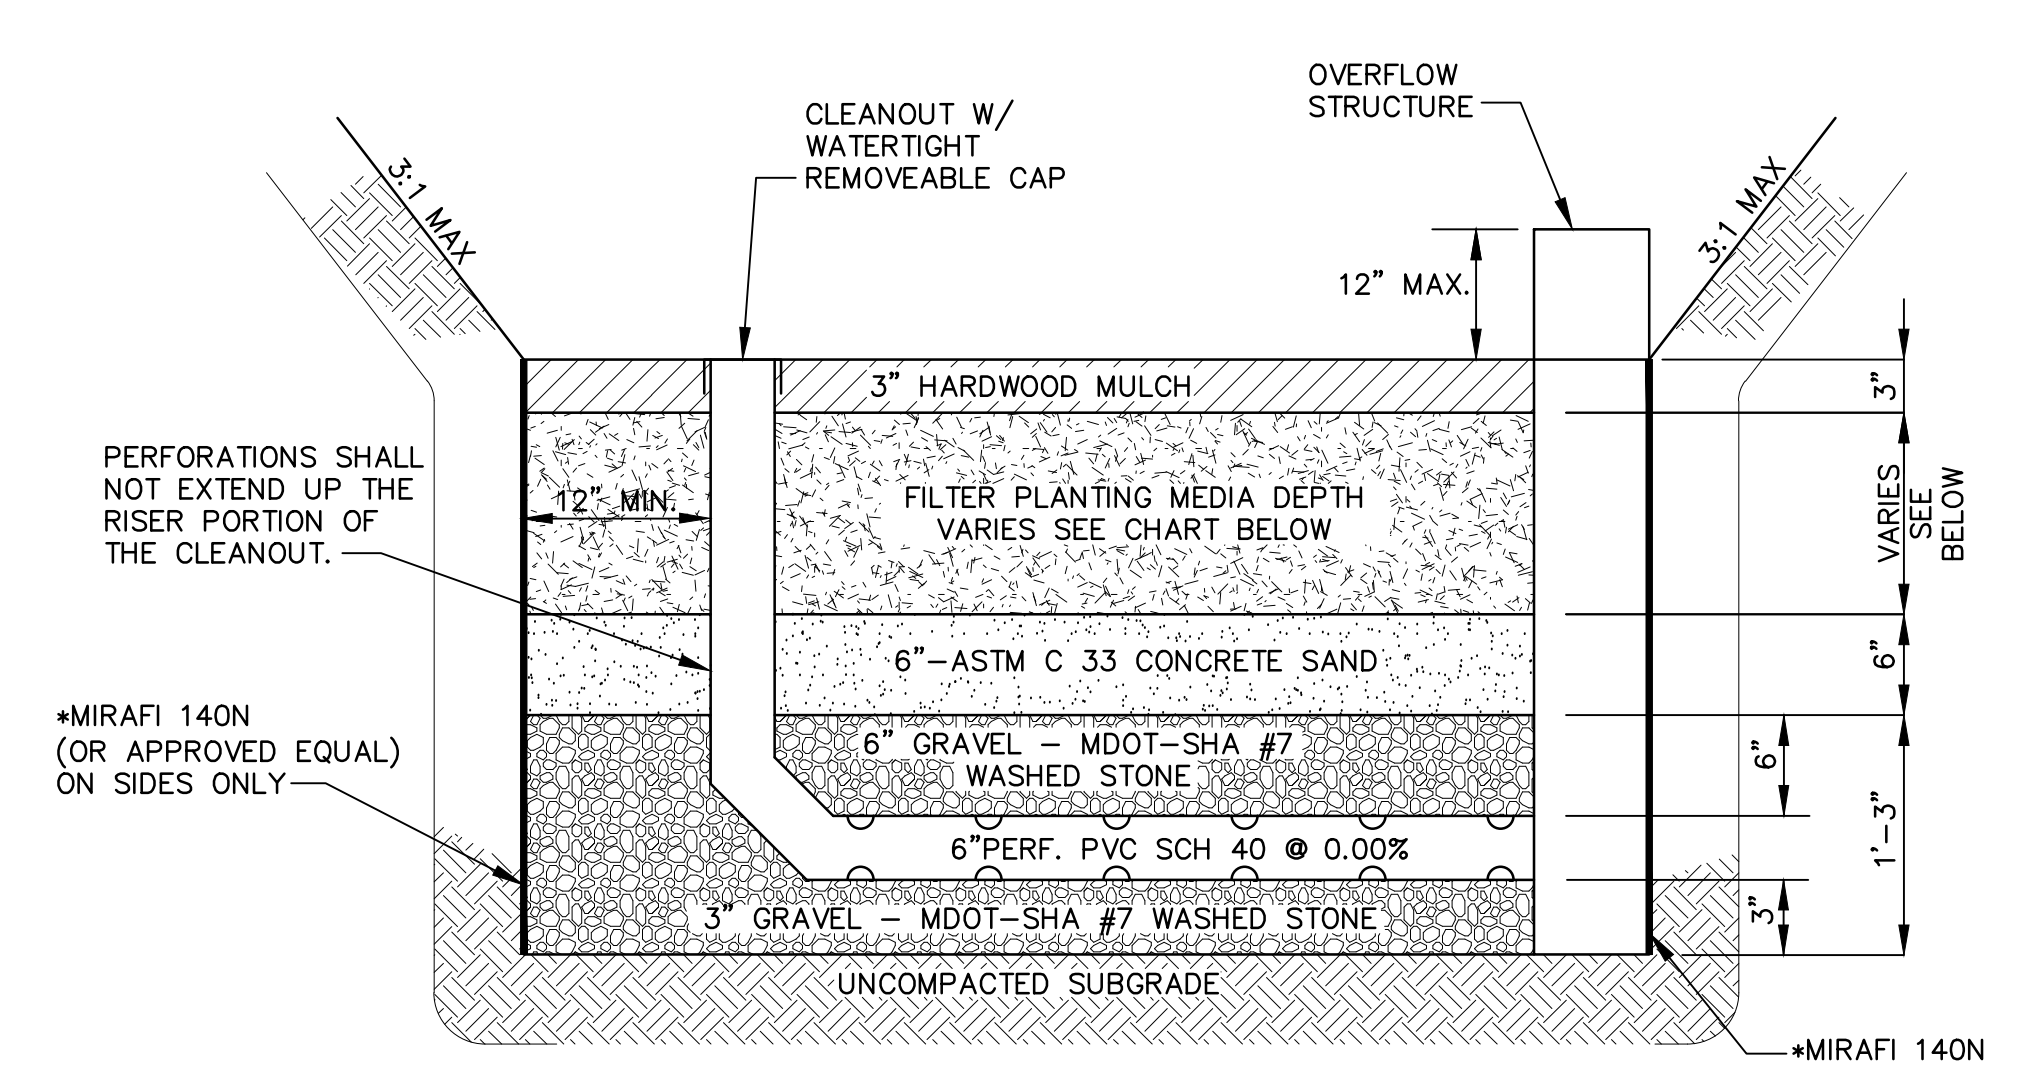 OVERFLOW
STRUCTURE
CLEANOUT W/
WATERTIGHT
REMOVEABLE CAP
3:1 MAX
3:1 MAX
12" MAX.
3" HARDWOOD MULCH
3"
PERFORATIONS SHALL
NOT EXTEND UP THE
RISER PORTION OF
THE CLEANOUT.
12" MIN.
FILTER PLANTING MEDIA DEPTH
VARIES SEE CHART BELOW
VARIES
SEE
BELOW
6"-ASTM C 33 CONCRETE SAND
6"
*MIRAFI 140N
(OR APPROVED EQUAL)
ON SIDES ONLY
6" GRAVEL - MDOT-SHA #7
WASHED STONE
6"
1'-3"
6"PERF. PVC SCH 40 @ 0.00%
3" GRAVEL - MDOT-SHA #7 WASHED STONE
3"
UNCOMPACTED SUBGRADE
*MIRAFI 140N